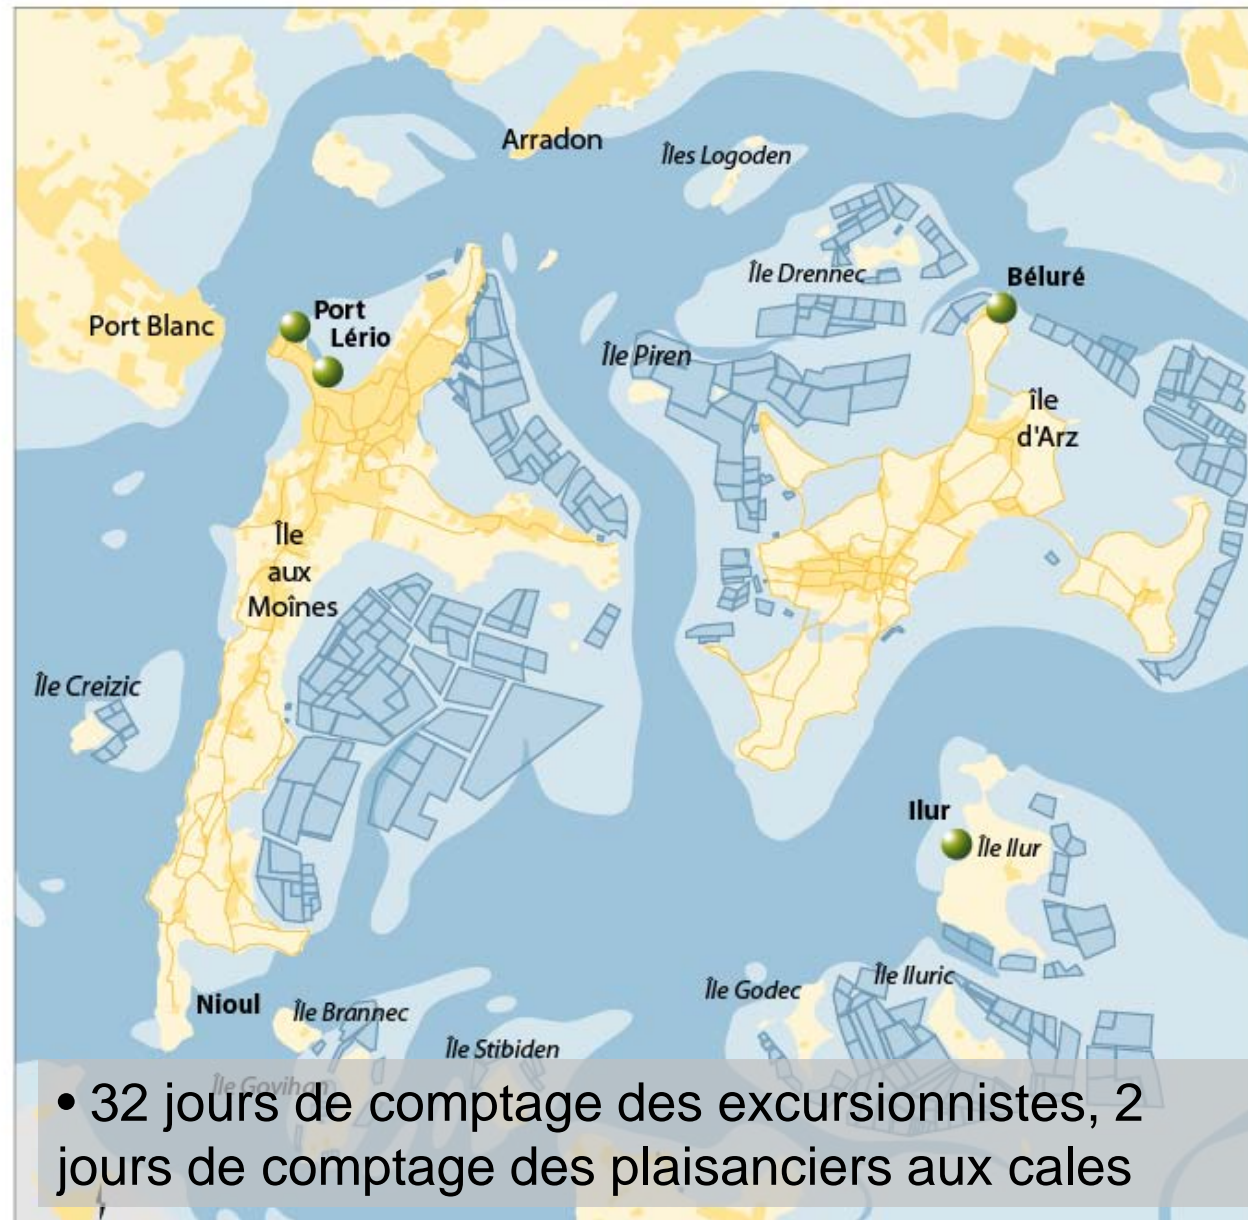 Arradon
Îles Logoden
Île Drennec
Béluré
Port
Lério
Port Blanc
Île Piren
île
d'Arz
Île
aux
Moînes
Île Creizic
Ilur
Île Ilur
Île Iluric
Île Godec
Nioul
Île Brannec
Île Stibiden
Île Govihan
• 32 jours de comptage des excursionnistes, 2
jours de comptage des plaisanciers aux cales